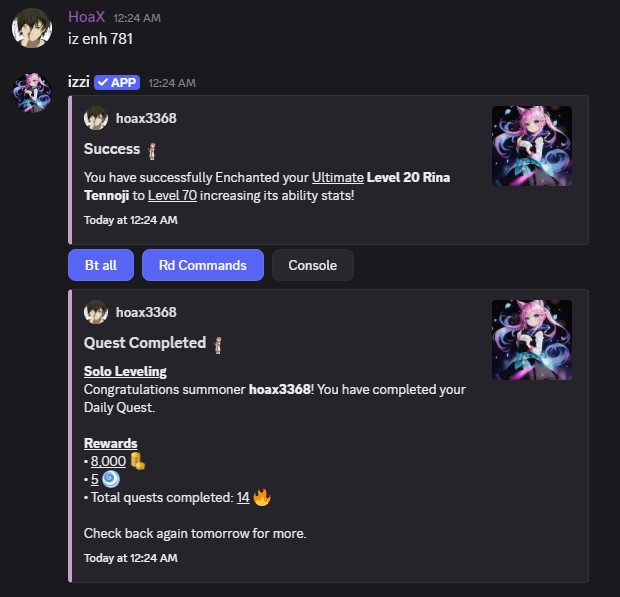 HoaX 12:24 AM
iz enh 781
izzi ✓ APP 12:24 AM
hoax3368
Success
You have successfully Enchanted your Ultimate Level 20 Rina
Tennoji to Level 70 increasing its ability stats!
Today at 12:24 AM
Bt all Rd Commands Console
hoax3368
Quest Completed
Solo Leveling
Congratulations summoner hoax3368! You have completed your
Daily Quest.
Rewards
• 8,000
• 5
• Total quests completed: 14
Check back again tomorrow for more.
Today at 12:24 AM